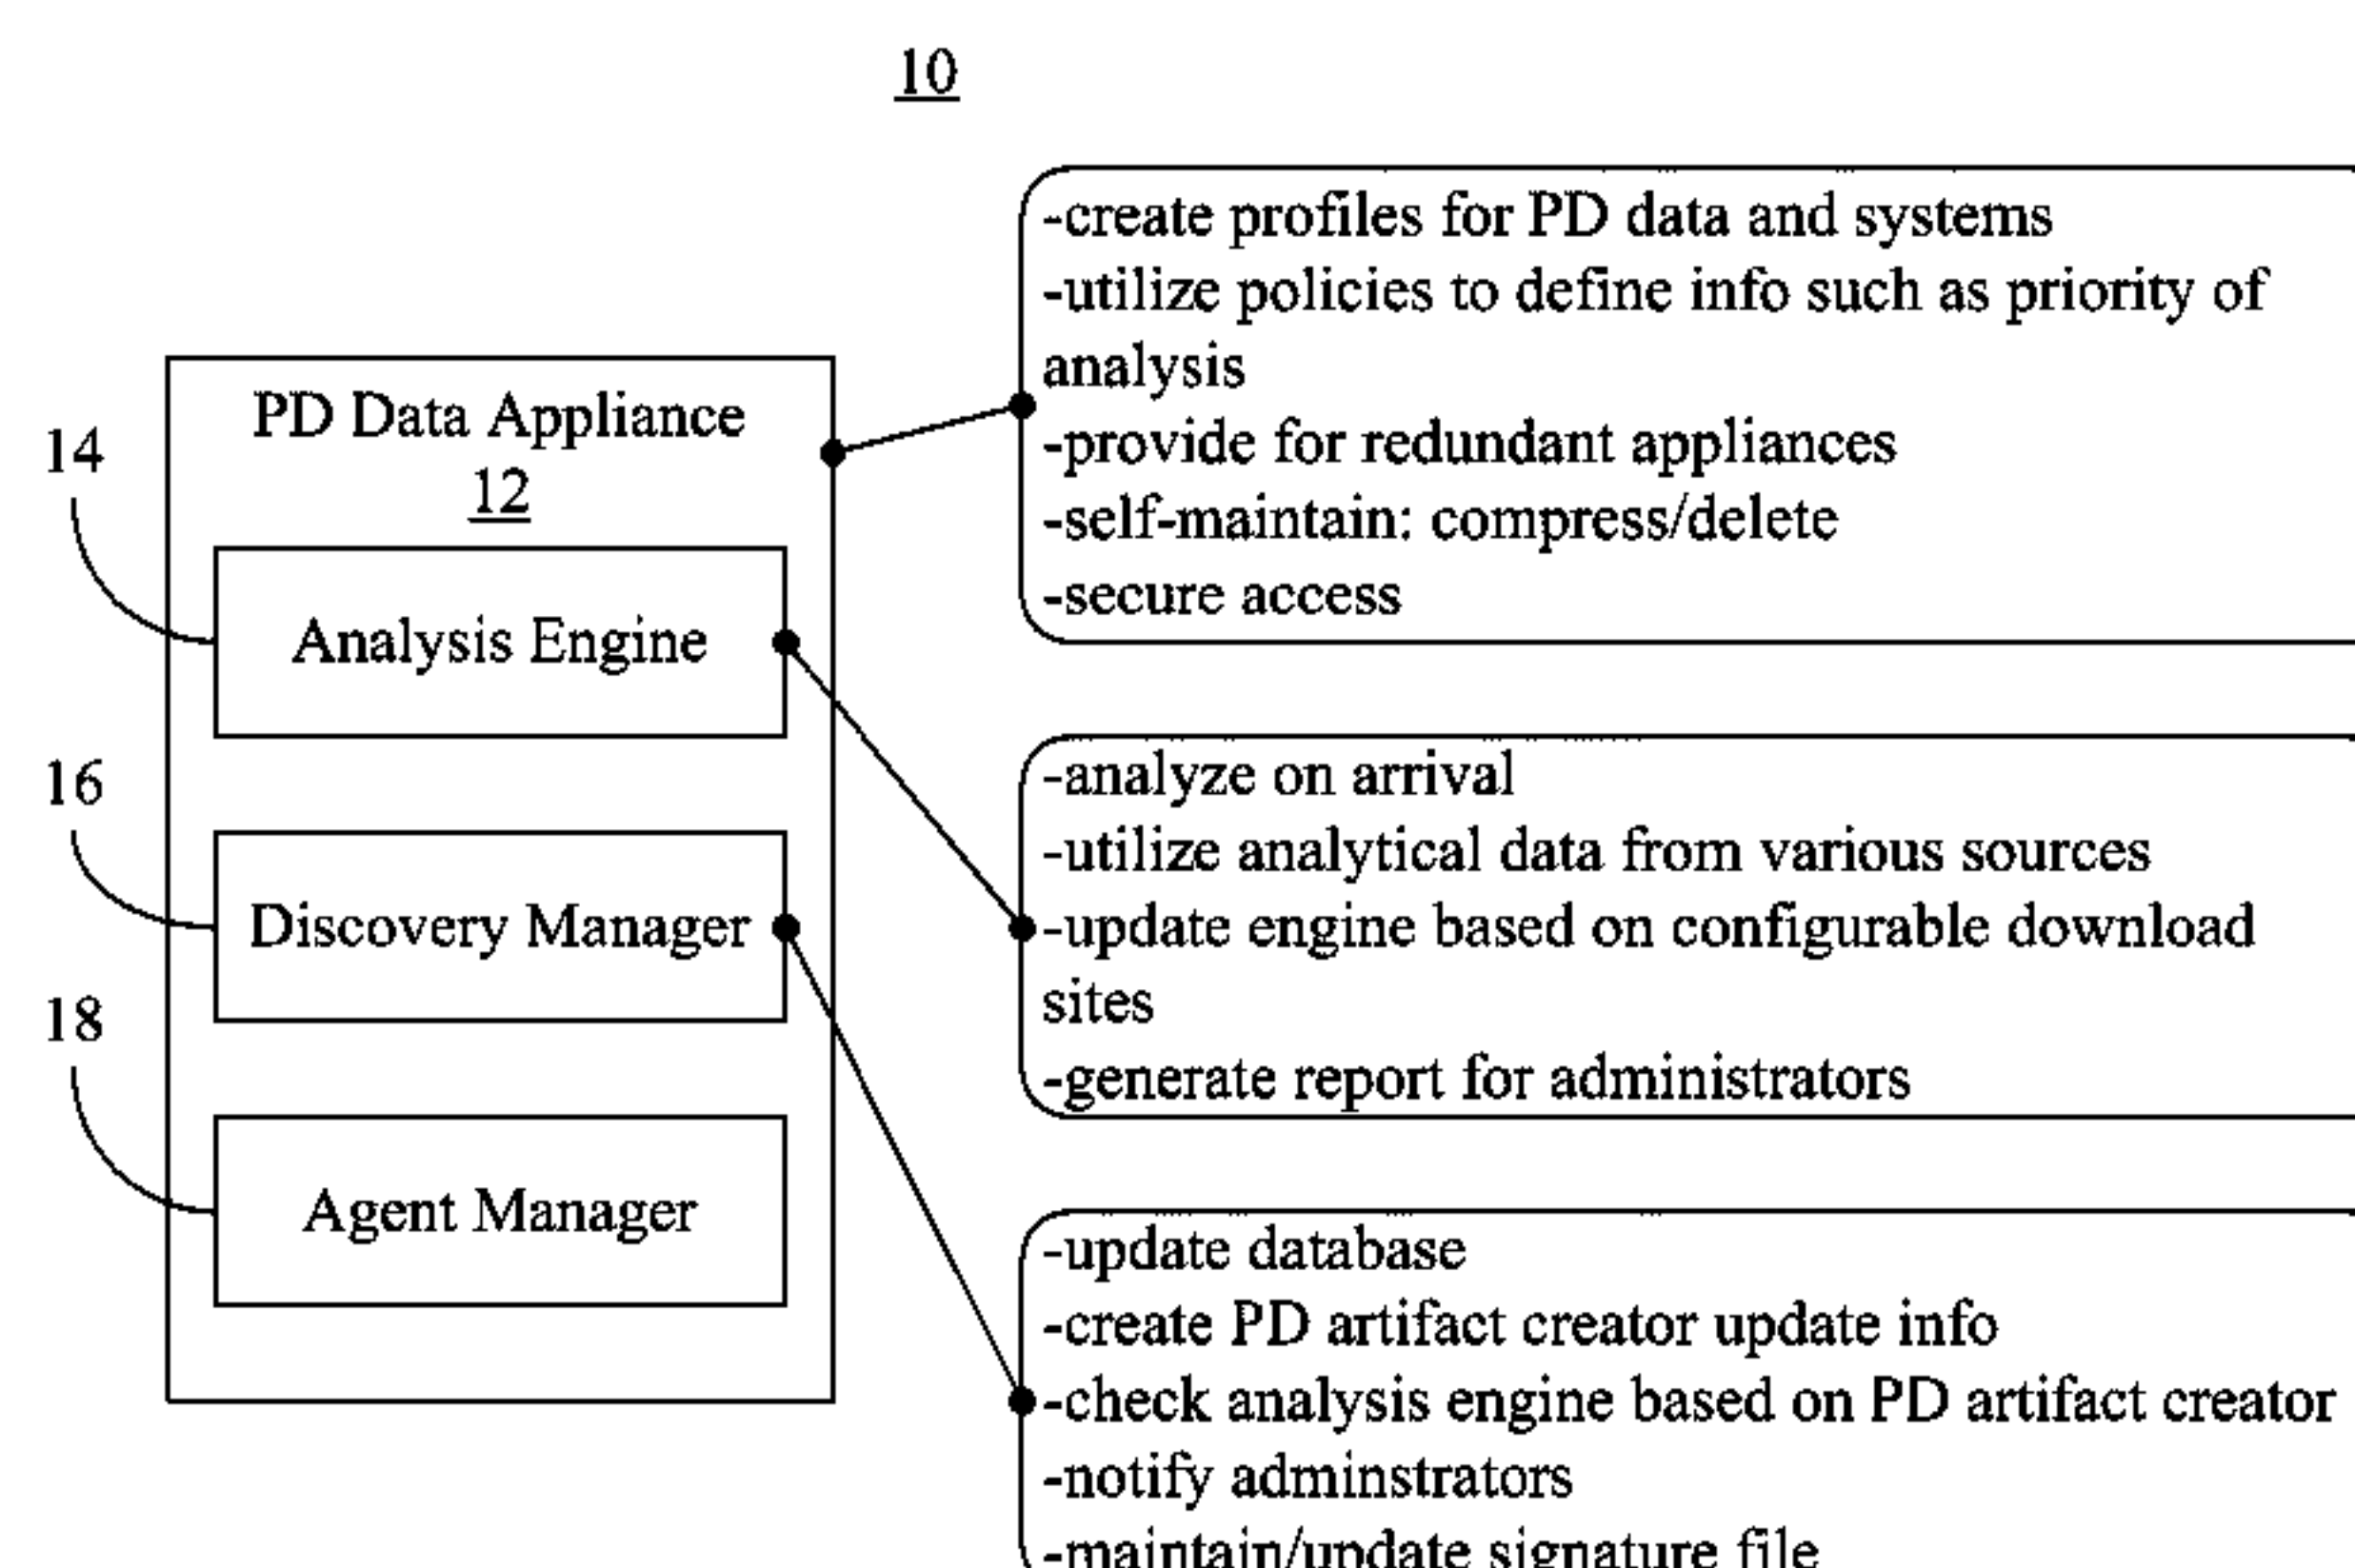 10
-create profiles for PD data and systems
-utilize policies to define info such as priority of
analysis
-provide for redundant appliances
-self-maintain: compress/delete
-secure access
PD Data Appliance
12
14
Analysis Engine
-analyze on arrival
-utilize analytical data from various sources
-update engine based on configurable download
sites
-generate report for administrators
16
Discovery Manager
18
Agent Manager
-update database
-create PD artifact creator update info
-check analysis engine based on PD artifact creator
-notify adminstrators
-maintain/update signature file